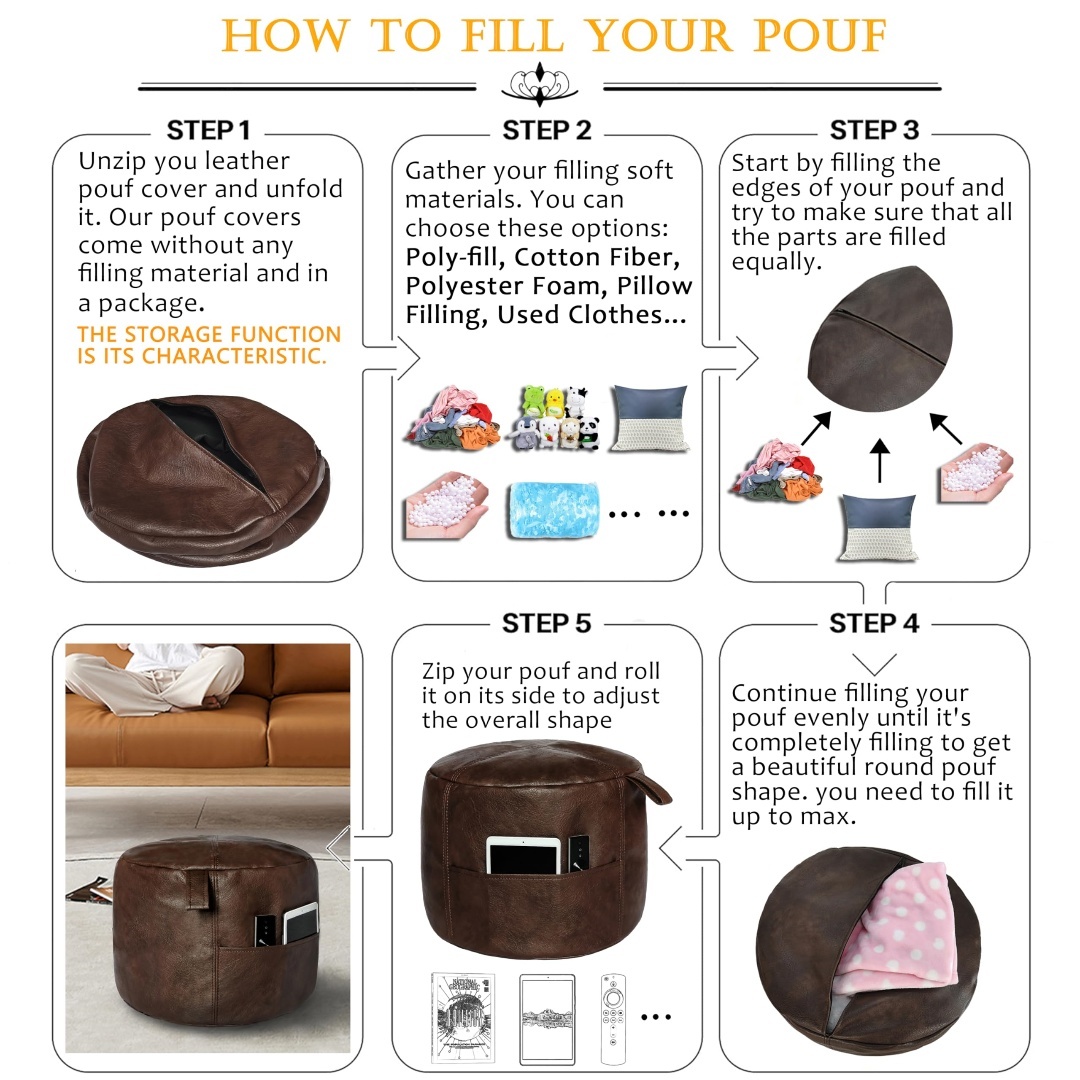 HOW TO FILL YOUR POUF
STEP 1
Unzip you leather
pouf cover and unfold
it. Our pouf covers
come without any
filling material and in
a package.
THE STORAGE FUNCTION
IS ITS CHARACTERISTIC.
STEP 2
Gather your filling soft
materials. You can
choose these options:
Poly-fill, Cotton Fiber,
Polyester Foam, Pillow
Filling, Used Clothes...
... ...
STEP 3
Start by filling the
edges of your pouf and
try to make sure that all
the parts are filled
equally.
STEP 4
Continue filling your
pouf evenly until it's
completely filling to get
a beautiful round pouf
shape. you need to fill it
up to max.
STEP 5
Zip your pouf and roll
it on its side to adjust
the overall shape
NATIONAL
GEOGRAPHIC
...